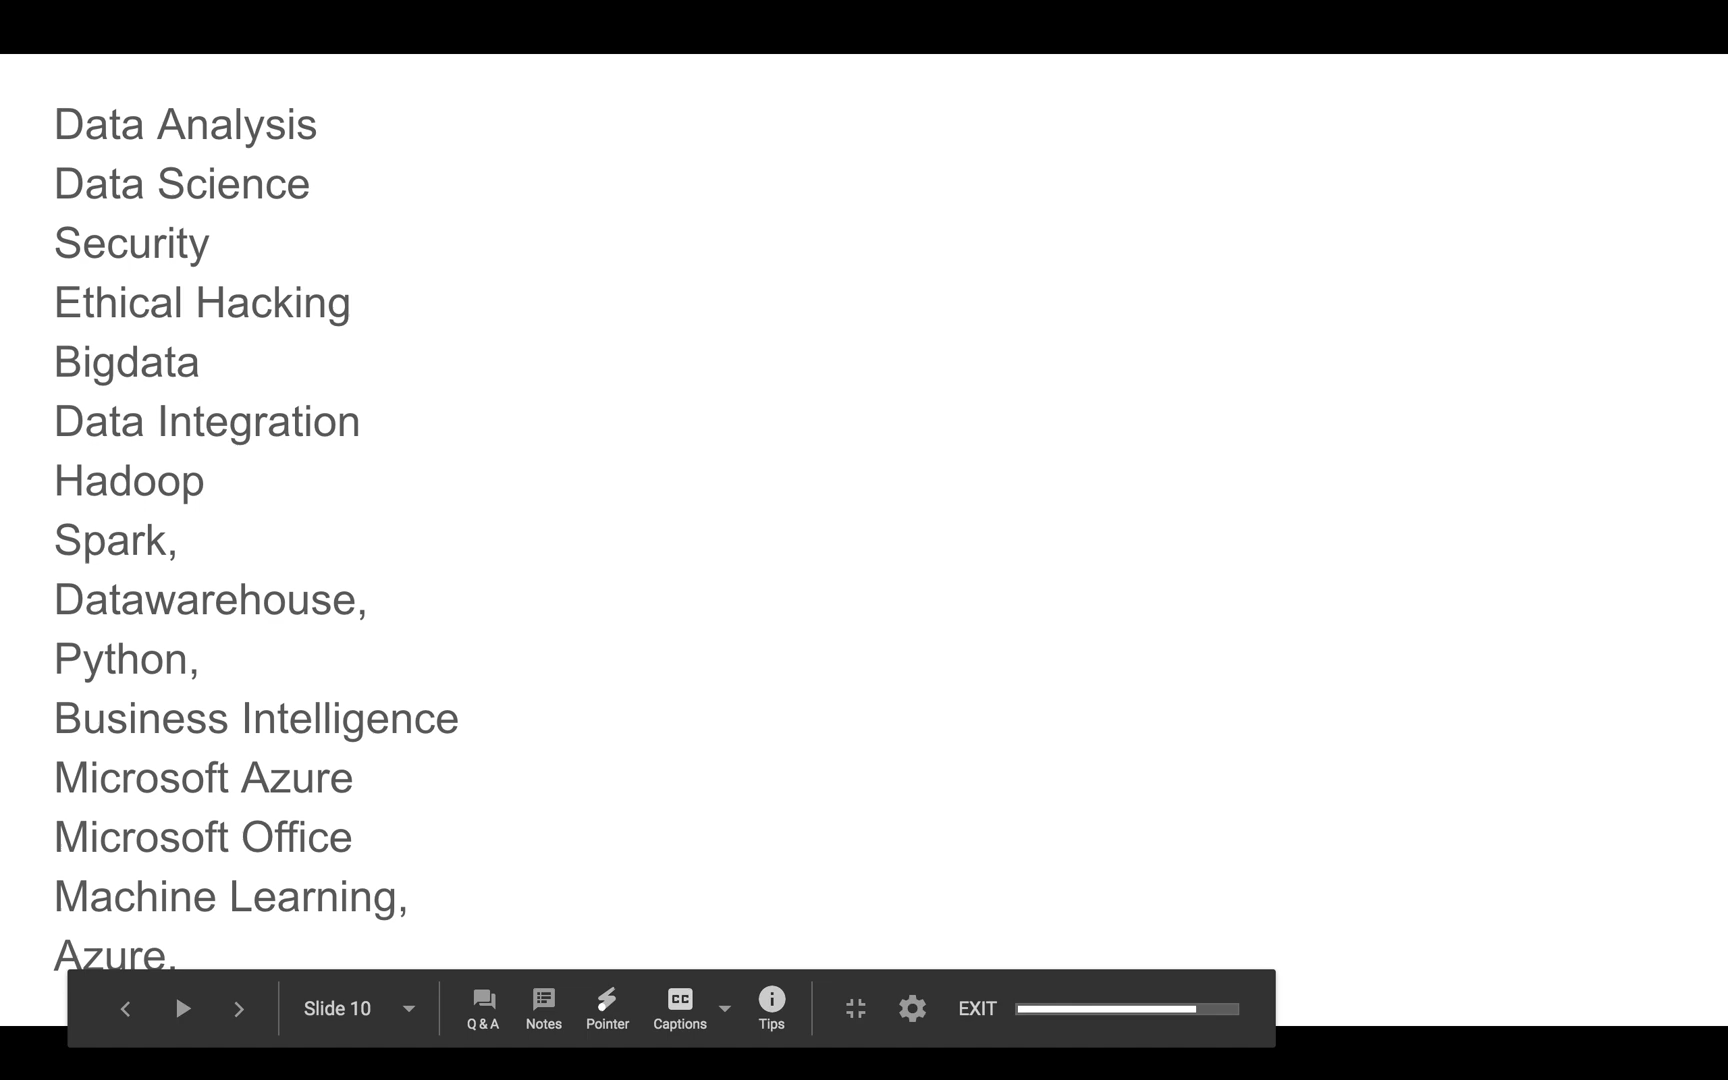 Data Analysis
Data Science
Security
Ethical Hacking
Bigdata
Data Integration
Hadoop
Spark,
Datawarehouse,
Python,
Business Intelligence
Microsoft Azure
Microsoft Office
Machine Learning,
Azure,
Slide 10
Q & A
Notes
Pointer
CC
Captions
Tips
EXIT